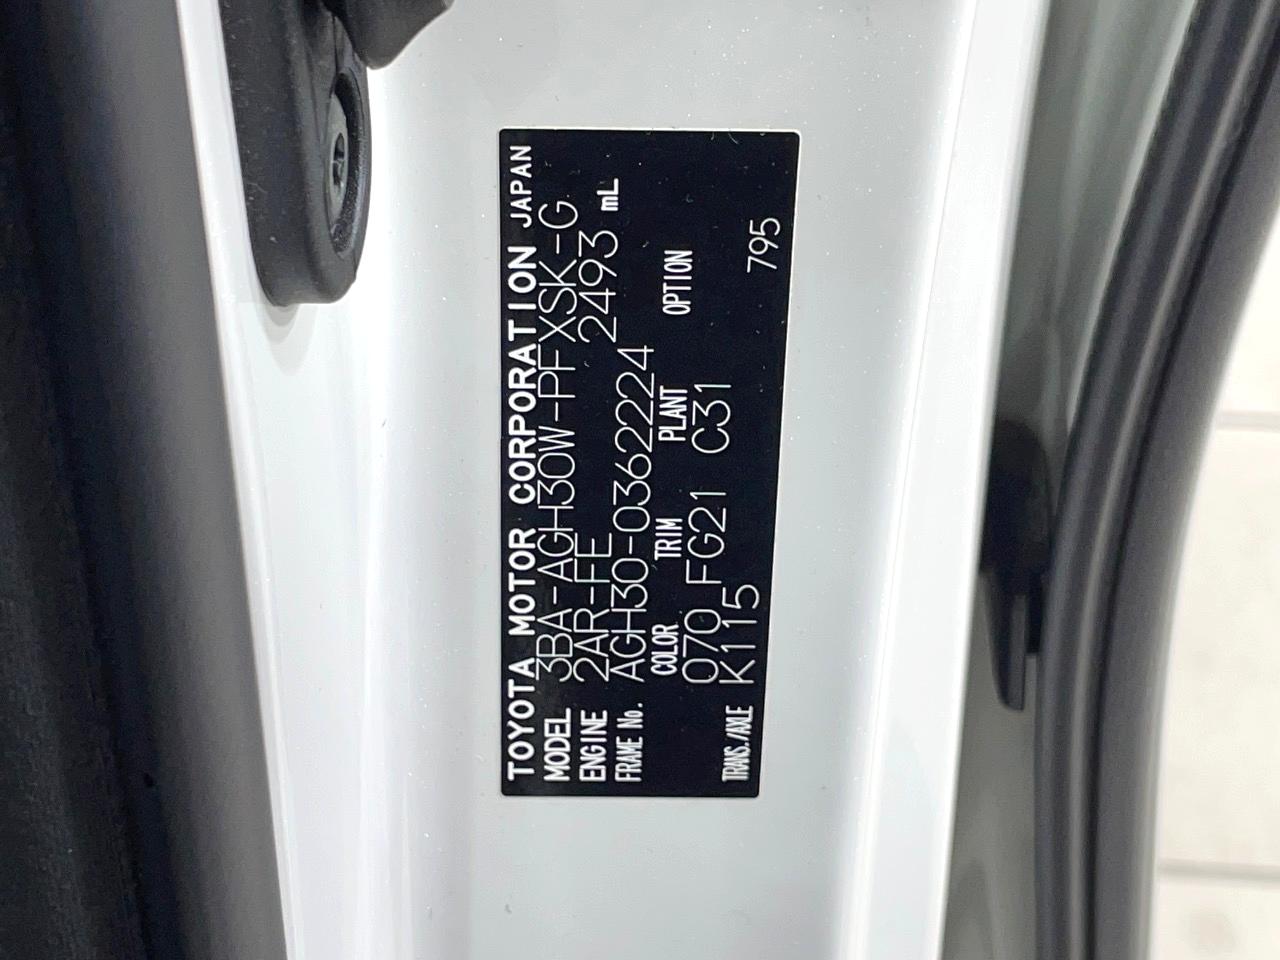 TOYOTA MOTOR CORPORATION JAPAN
MODEL 3BA-AGH30W-PFXSK-G
ENGINE 2AR-FE 2493 mL
FRAME No. AGH30-0362224
COLOR TRIM PLANT OPTION
070 FG21 C31
TRANS./AXLE K115 795